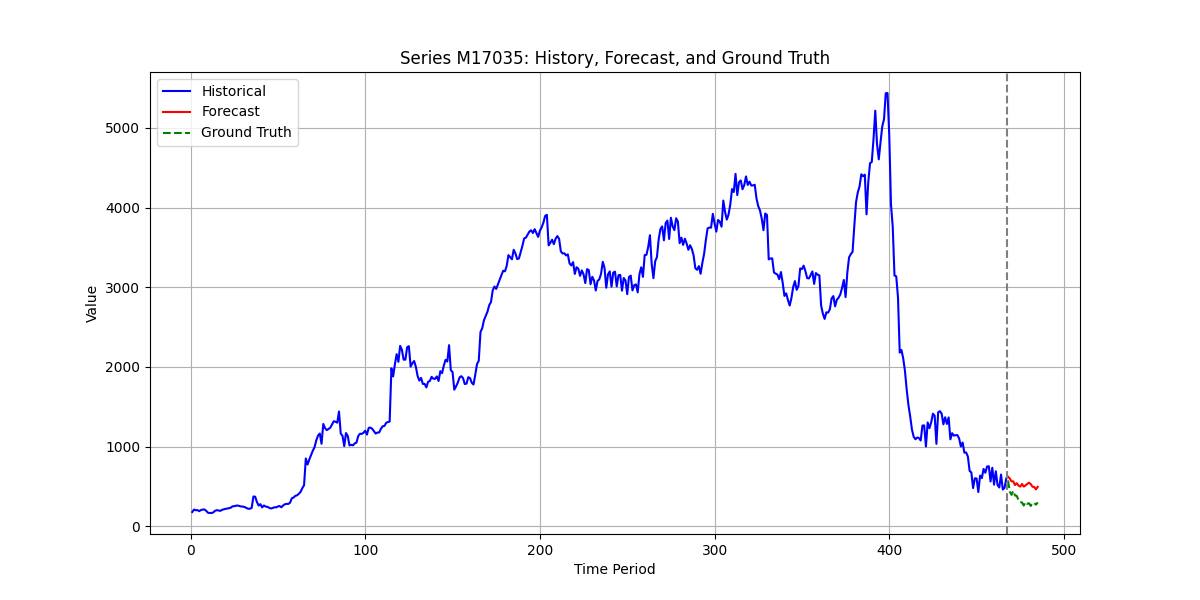 Series M17035: History, Forecast, and Ground Truth
Historical
Forecast
Ground Truth
5000
4000
3000
2000
1000
0
Value
0 100 200 300 400 500
Time Period